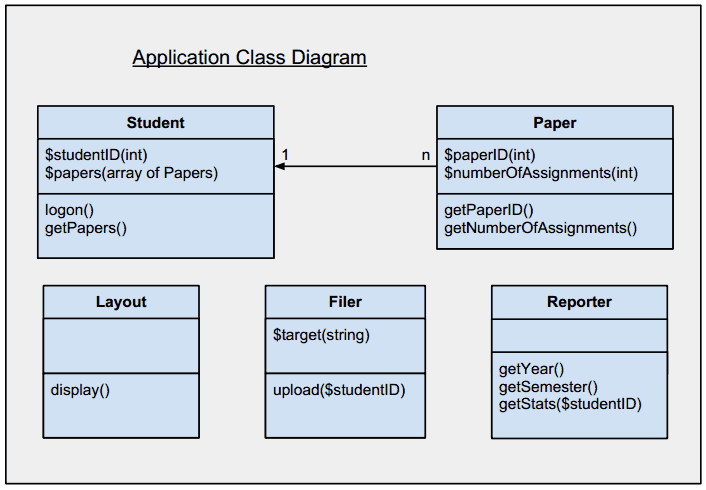 Application Class Diagram
Student
$studentID(int)
$papers(array of Papers)
logon()
getPapers()
1
n
Paper
$paperID(int)
$numberOfAssignments(int)
getPaperID()
getNumberOfAssignments()
Layout
display()
Filer
$target(string)
upload($studentID)
Reporter
getYear()
getSemester()
getStats($studentID)